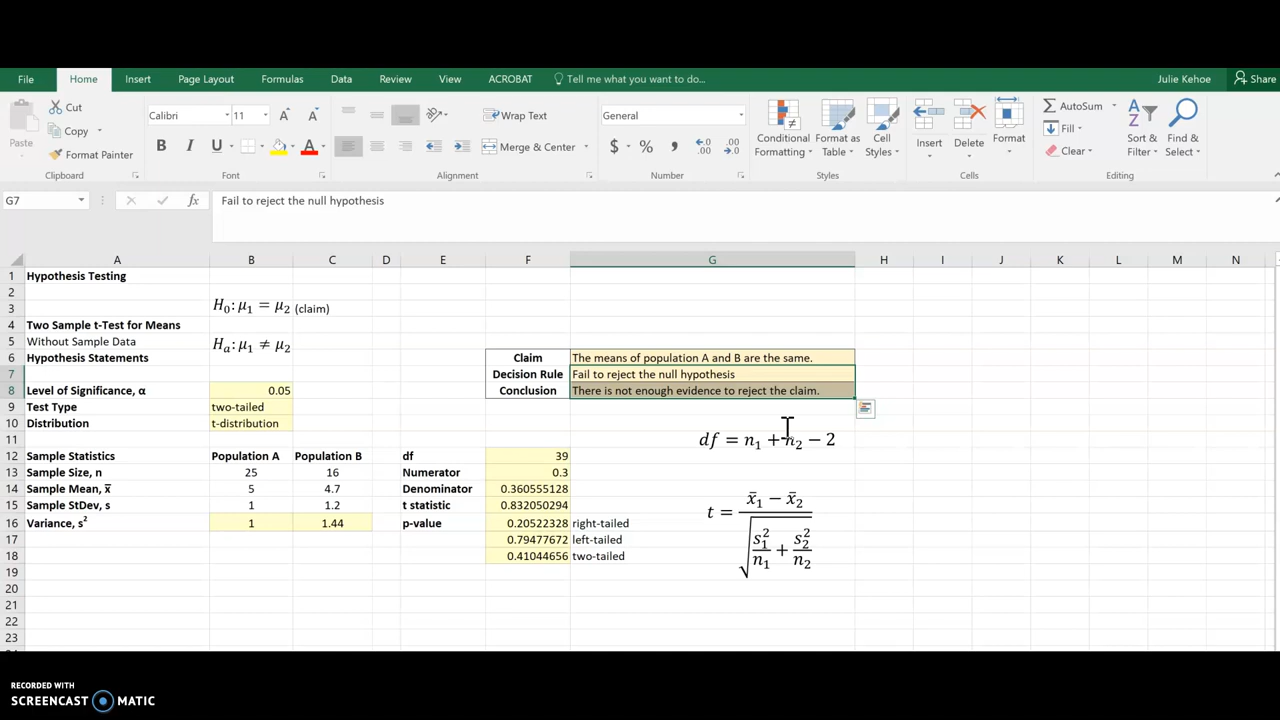 File Home Insert Page Layout Formulas Data Review View ACROBAT Tell me what you want to do... Julie Kehoe Share
Paste Cut Copy Format Painter Clipboard
Calibri 11 A A B I U A Font
Wrap Text Merge & Center Alignment
General $ % , .00 .0 Number
Conditional Formatting Format as Table Cell Styles Styles
Insert Delete Format Cells
AutoSum Fill Clear Sort & Filter Find & Select Editing
G7 fx Fail to reject the null hypothesis
A B C D E F G H I J K L M N
1 Hypothesis Testing
2
3 H₀: μ₁ = μ₂ (claim)
4 Two Sample t-Test for Means
5 Without Sample Data Hₐ: μ₁ ≠ μ₂
6 Hypothesis Statements Claim The means of population A and B are the same.
7 Decision Rule Fail to reject the null hypothesis
8 Level of Significance, α 0.05 Conclusion There is not enough evidence to reject the claim.
9 Test Type two-tailed
10 Distribution t-distribution
11 df = n₁ + n₂ − 2
12 Sample Statistics Population A Population B df 39
13 Sample Size, n 25 16 Numerator 0.3
14 Sample Mean, x̄ 5 4.7 Denominator 0.360555128
15 Sample StDev, s 1 1.2 t statistic 0.832050294
16 Variance, s² 1 1.44 p-value 0.20522328 right-tailed
17 0.79477672 left-tailed
18 0.41044656 two-tailed
t = (x̄₁ − x̄₂) / √(s₁²/n₁ + s₂²/n₂)
19
20
21
22
23
RECORDED WITH
SCREENCAST MATIC